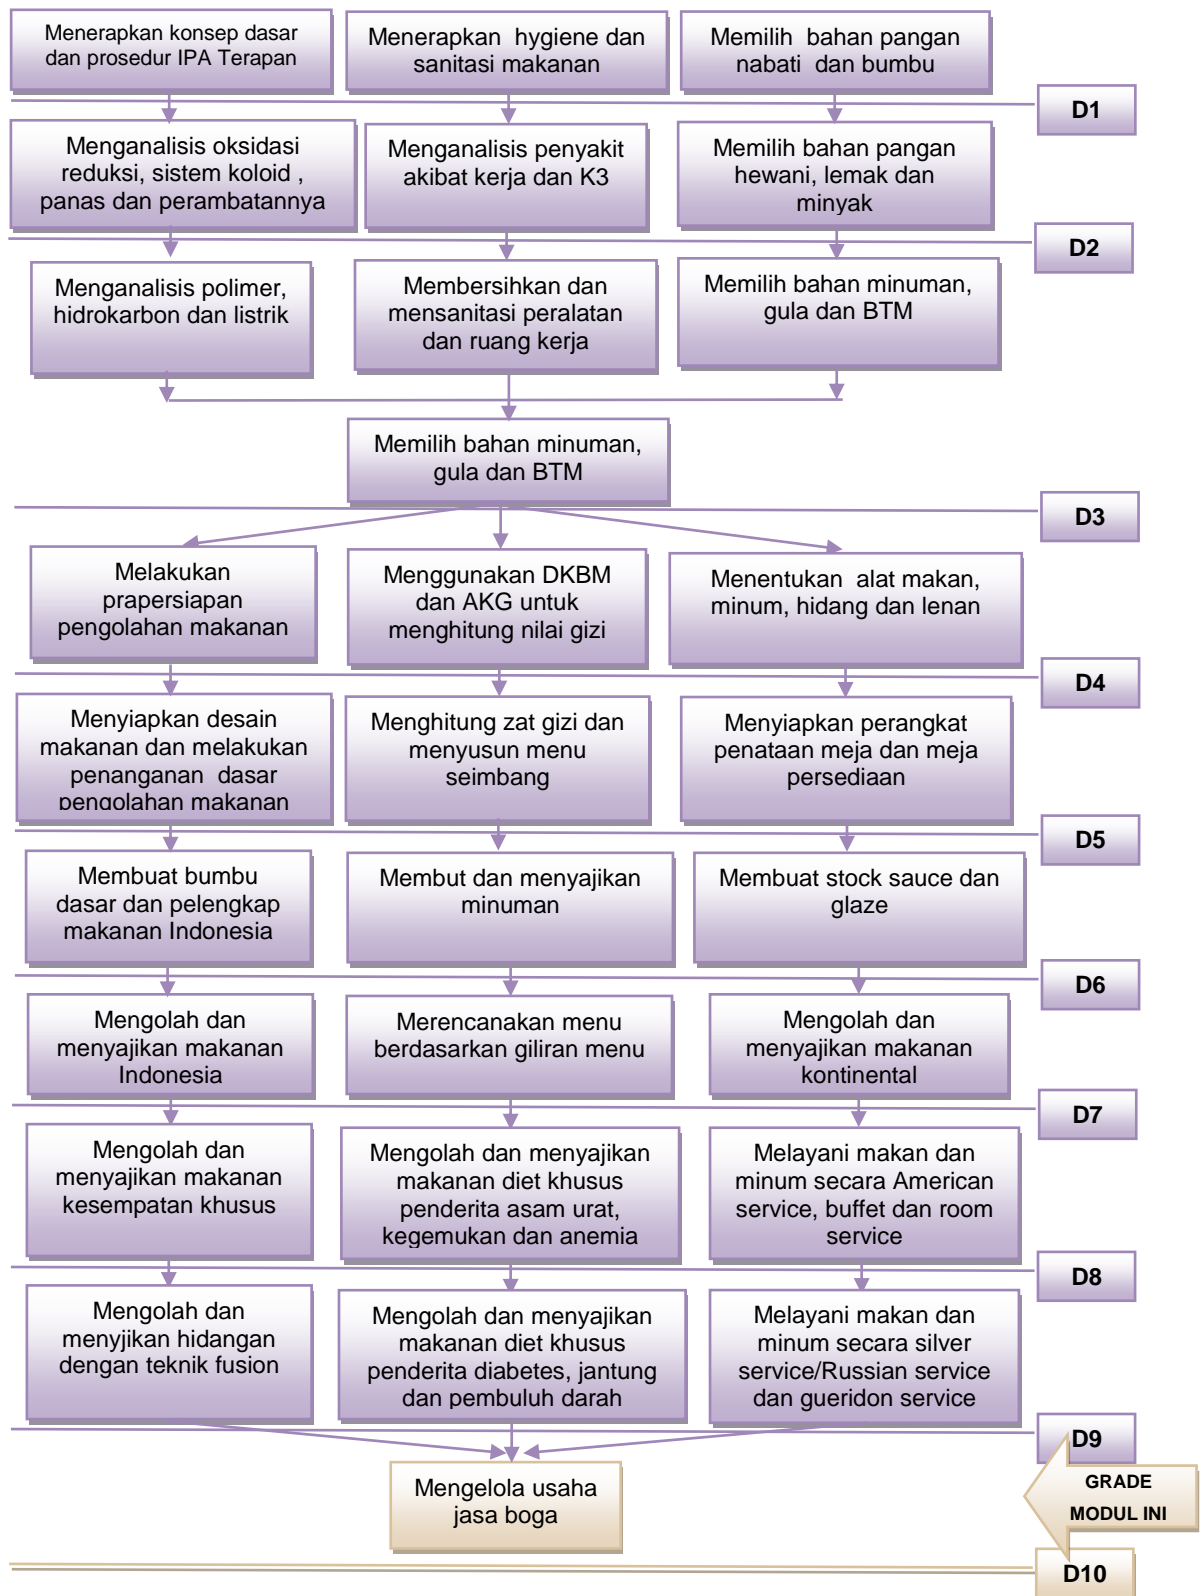 Menerapkan konsep dasar
dan prosedur IPA Terapan
Menerapkan hygiene dan
sanitasi makanan
Memilih bahan pangan
nabati dan bumbu
D1
Menganalisis oksidasi
reduksi, sistem koloid ,
panas dan perambatannya
Menganalisis penyakit
akibat kerja dan K3
Memilih bahan pangan
hewani, lemak dan
minyak
D2
Menganalisis polimer,
hidrokarbon dan listrik
Membersihkan dan
mensanitasi peralatan
dan ruang kerja
Memilih bahan minuman,
gula dan BTM
Memilih bahan minuman,
gula dan BTM
D3
Melakukan
prapersiapan
pengolahan makanan
Menggunakan DKBM
dan AKG untuk
menghitung nilai gizi
Menentukan alat makan,
minum, hidang dan lenan
D4
Menyiapkan desain
makanan dan melakukan
penanganan dasar
pengolahan makanan
Menghitung zat gizi dan
menyusun menu
seimbang
Menyiapkan perangkat
penataan meja dan meja
persediaan
D5
Membuat bumbu
dasar dan pelengkap
makanan Indonesia
Membut dan menyajikan
minuman
Membuat stock sauce dan
glaze
D6
Mengolah dan
menyajikan makanan
Indonesia
Merencanakan menu
berdasarkan giliran menu
Mengolah dan
menyajikan makanan
kontinental
D7
Mengolah dan
menyajikan makanan
kesempatan khusus
Mengolah dan menyajikan
makanan diet khusus
penderita asam urat,
kegemukan dan anemia
Melayani makan dan
minum secara American
service, buffet dan room
service
D8
Mengolah dan
menyjikan hidangan
dengan teknik fusion
Mengolah dan menyajikan
makanan diet khusus
penderita diabetes, jantung
dan pembuluh darah
Melayani makan dan
minum secara silver
service/Russian service
dan gueridon service
D9
Mengelola usaha
jasa boga
GRADE
MODUL INI
D10